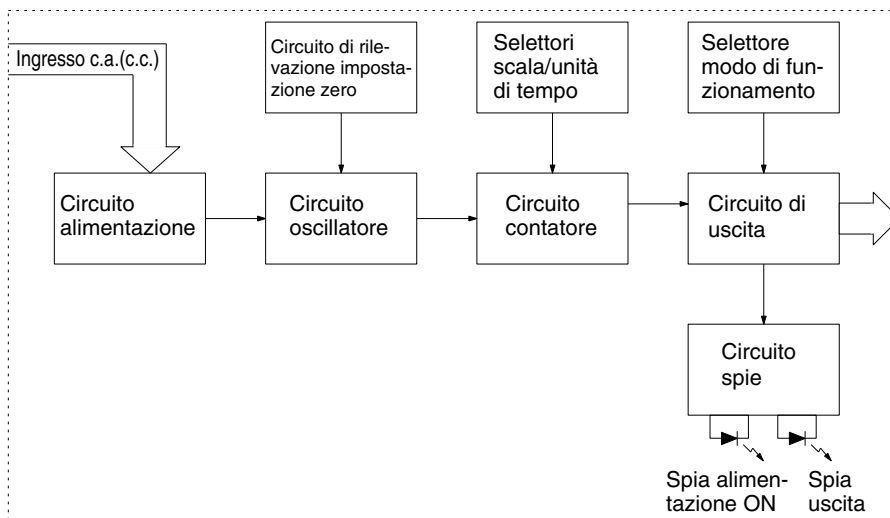 Ingresso c.a.(c.c.)
Circuito di rile-
vazione imposta-
zione zero
Selettori
scala/unità
di tempo
Selettore
modo di fun-
zionamento
Circuito
alimentazione
Circuito
oscillatore
Circuito
contatore
Circuito di
uscita
Circuito
spie
Spia alimen-
tazione ON
Spia
uscita